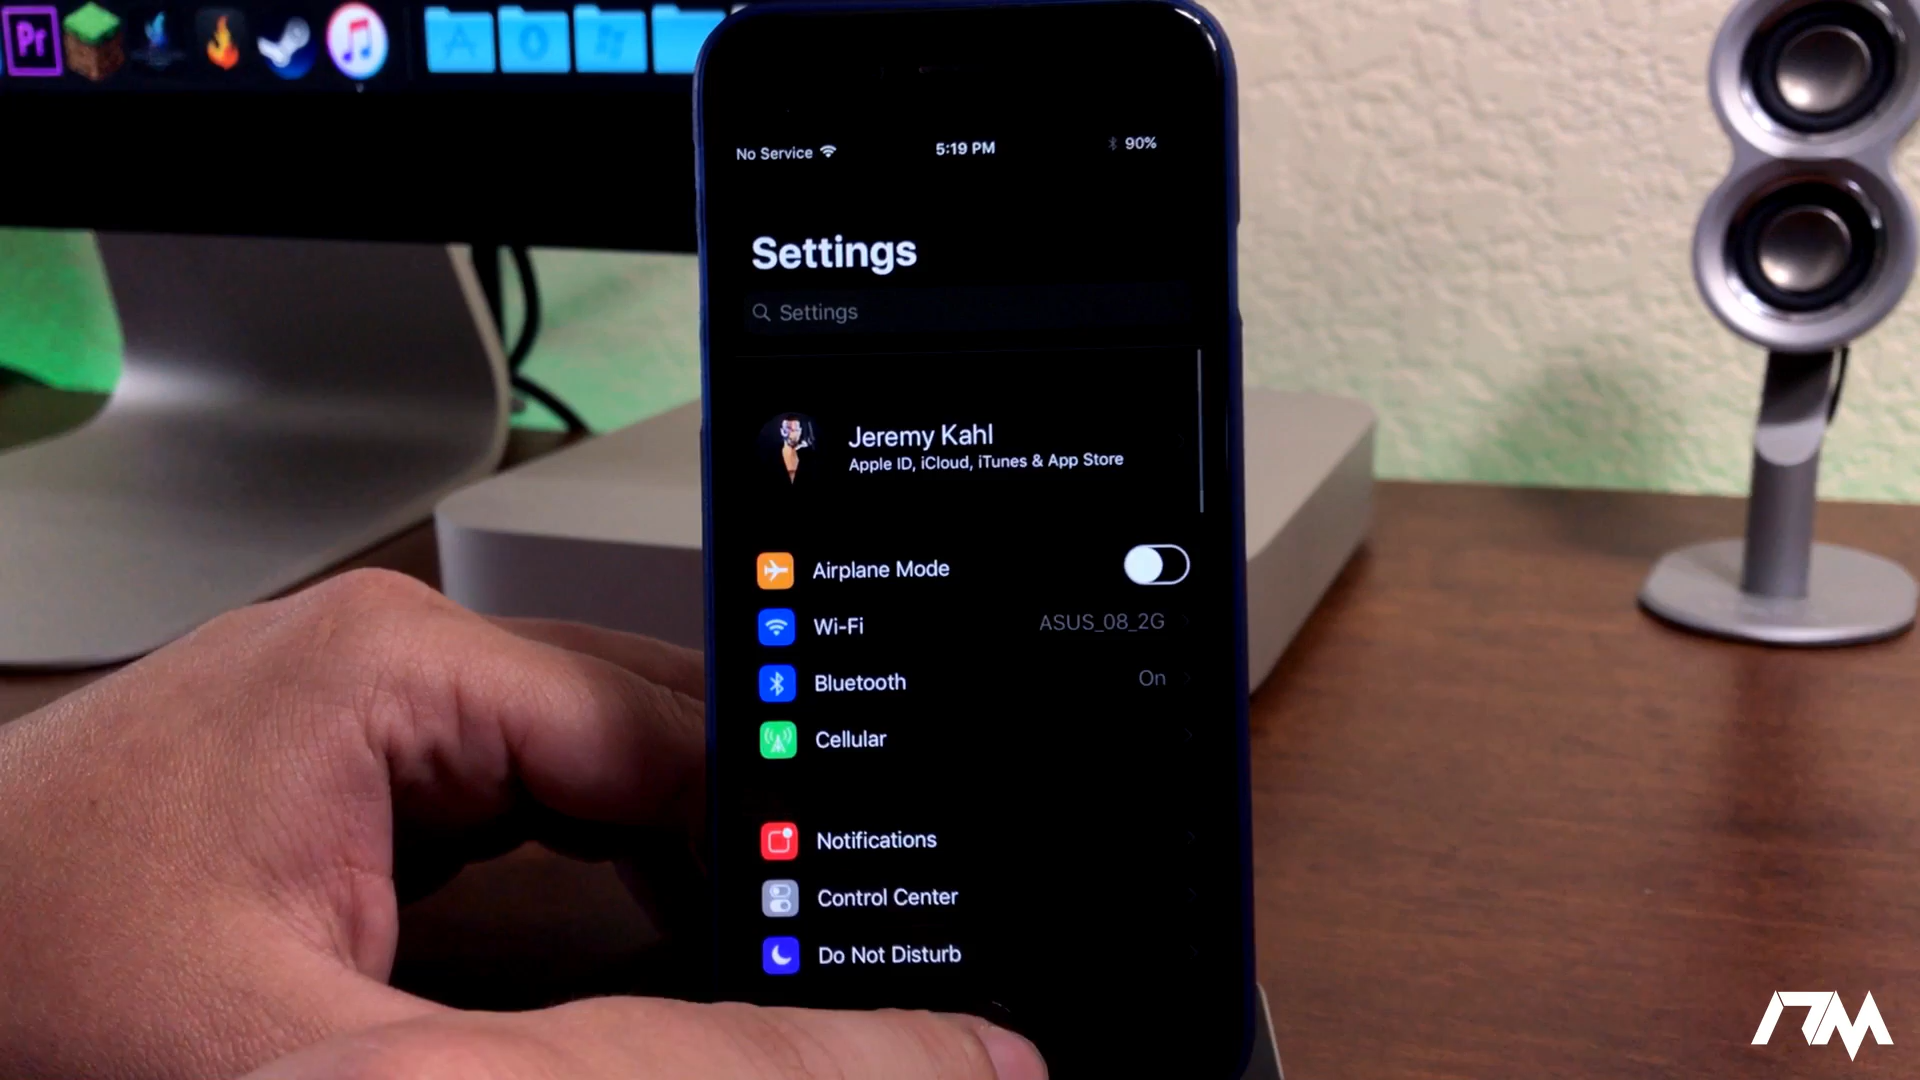 Pr
No Service
5:19 PM
90%
Settings
Settings
Jeremy Kahl
Apple ID, iCloud, iTunes & App Store
Airplane Mode
Wi-Fi
ASUS_08_2G
Bluetooth
On
Cellular
Notifications
Control Center
Do Not Disturb